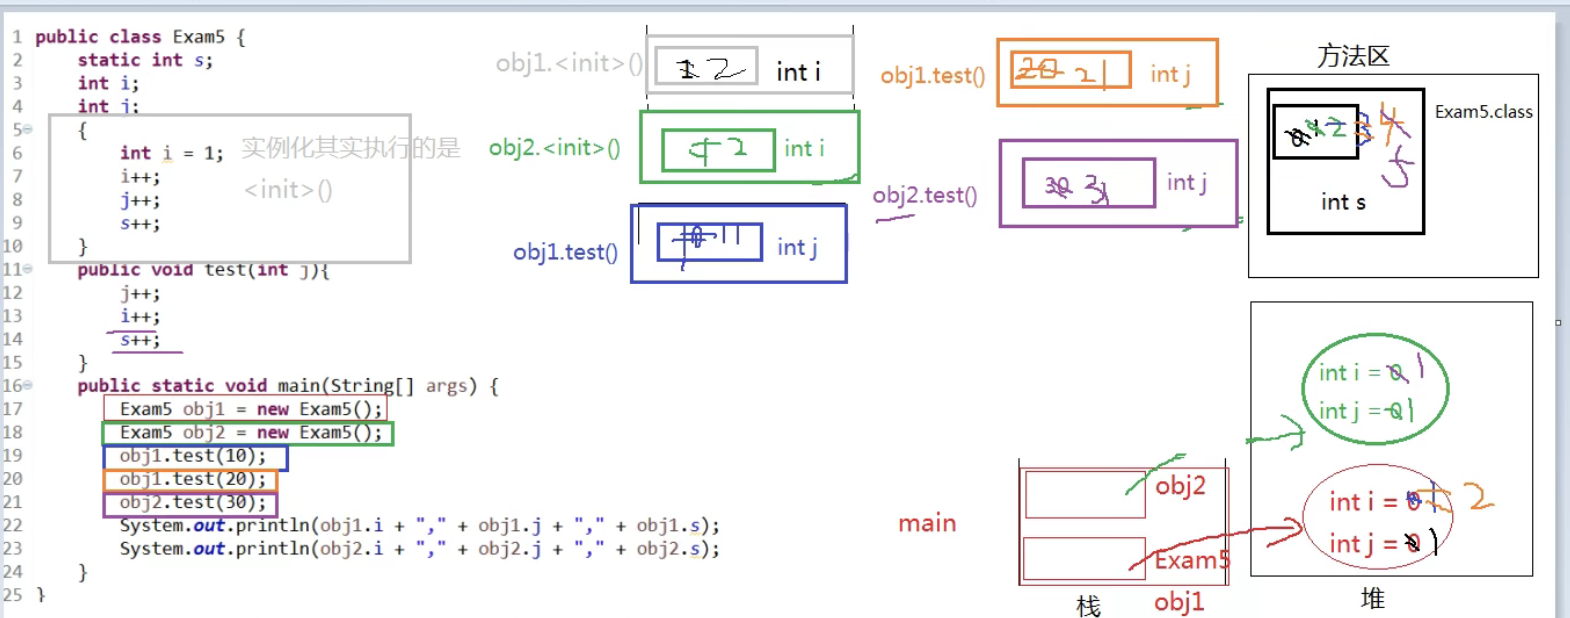 1 public class Exam5 {
2 static int s;
3 int i;
4 int j;
5 {
6 int i = 1;
7 i++;
8 j++;
9 s++;
10 }
11 public void test(int j){
12 j++;
13 i++;
14 s++;
15 }
16 public static void main(String[] args) {
17 Exam5 obj1 = new Exam5();
18 Exam5 obj2 = new Exam5();
19 obj1.test(10);
20 obj1.test(20);
21 obj2.test(30);
22 System.out.println(obj1.i + "," + obj1.j + "," + obj1.s);
23 System.out.println(obj2.i + "," + obj2.j + "," + obj2.s);
24 }
25 }
实例化其实执行的是
<init>()
obj1.<init>()
1 2 int i
obj2.<init>()
2 int i
obj1.test()
10 11 int j
obj1.test()
20 21 int j
obj2.test()
30 int j
方法区
Exam5.class
2 3 4
5
int s
int i = 0 1
int j = 0 1
int i = 0 1 2
int j = 0 1
堆
main
obj2
Exam5
obj1
栈